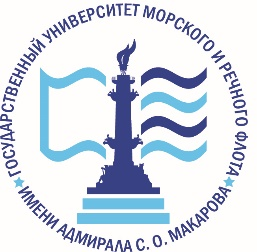 ГОСУДАРСТВЕННЫЙ УНИВЕРСИТЕТ МОРСКОГО И РЕЧНОГО ФЛОТА
ИМЕНИ АДМИРАЛА С. О. МАКАРОВА